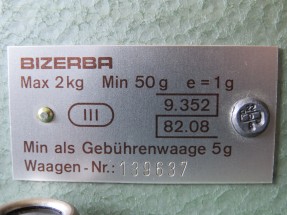 BIZERBA
Max 2kg Min 50g e=1g
III
9.352
82.08
Min als Gebührenwaage 5g
Waagen-Nr.: 139637